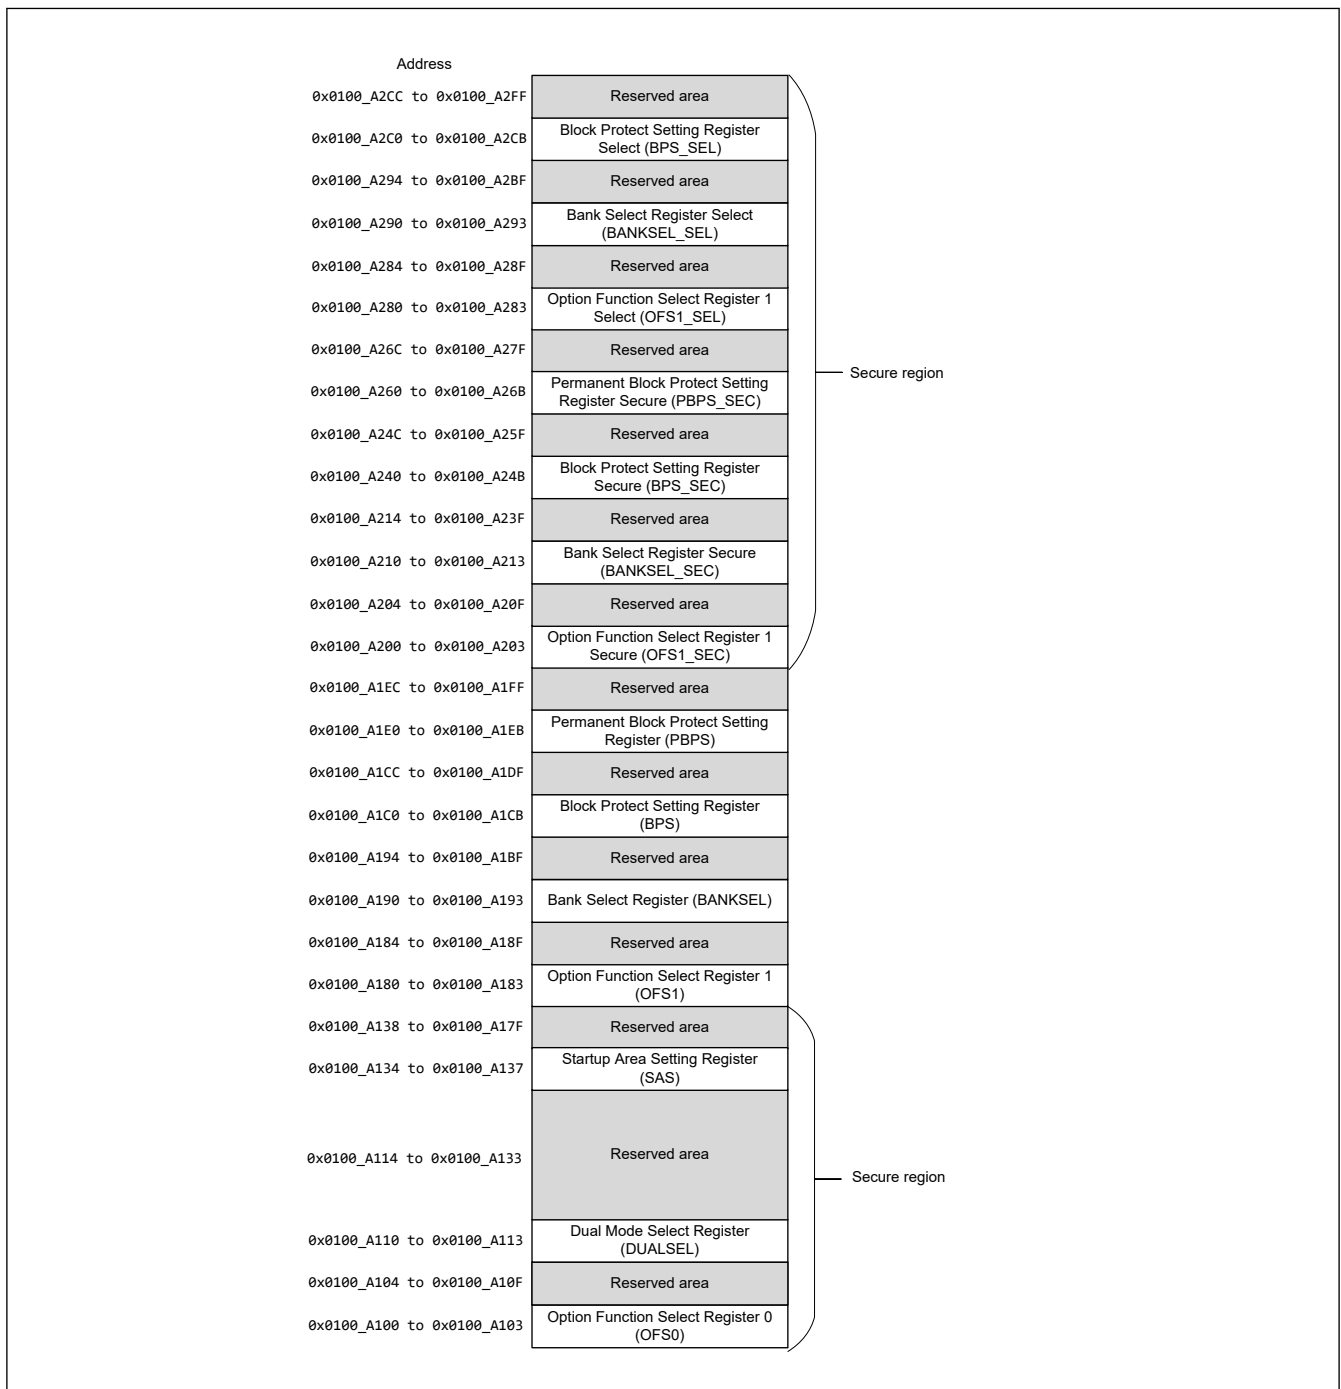 Address
0x0100_A2CC to 0x0100_A2FF Reserved area
0x0100_A2C0 to 0x0100_A2CB Block Protect Setting Register
Select (BPS_SEL)
0x0100_A294 to 0x0100_A2BF Reserved area
0x0100_A290 to 0x0100_A293 Bank Select Register Select
(BANKSEL_SEL)
0x0100_A284 to 0x0100_A28F Reserved area
0x0100_A280 to 0x0100_A283 Option Function Select Register 1
Select (OFS1_SEL)
0x0100_A26C to 0x0100_A27F Reserved area
Secure region
0x0100_A260 to 0x0100_A26B Permanent Block Protect Setting
Register Secure (PBPS_SEC)
0x0100_A24C to 0x0100_A25F Reserved area
0x0100_A240 to 0x0100_A24B Block Protect Setting Register
Secure (BPS_SEC)
0x0100_A214 to 0x0100_A23F Reserved area
0x0100_A210 to 0x0100_A213 Bank Select Register Secure
(BANKSEL_SEC)
0x0100_A204 to 0x0100_A20F Reserved area
0x0100_A200 to 0x0100_A203 Option Function Select Register 1
Secure (OFS1_SEC)
0x0100_A1EC to 0x0100_A1FF Reserved area
0x0100_A1E0 to 0x0100_A1EB Permanent Block Protect Setting
Register (PBPS)
0x0100_A1CC to 0x0100_A1DF Reserved area
0x0100_A1C0 to 0x0100_A1CB Block Protect Setting Register
(BPS)
0x0100_A194 to 0x0100_A1BF Reserved area
0x0100_A190 to 0x0100_A193 Bank Select Register (BANKSEL)
0x0100_A184 to 0x0100_A18F Reserved area
0x0100_A180 to 0x0100_A183 Option Function Select Register 1
(OFS1)
0x0100_A138 to 0x0100_A17F Reserved area
0x0100_A134 to 0x0100_A137 Startup Area Setting Register
(SAS)
0x0100_A114 to 0x0100_A133 Reserved area
Secure region
0x0100_A110 to 0x0100_A113 Dual Mode Select Register
(DUALSEL)
0x0100_A104 to 0x0100_A10F Reserved area
0x0100_A100 to 0x0100_A103 Option Function Select Register 0
(OFS0)